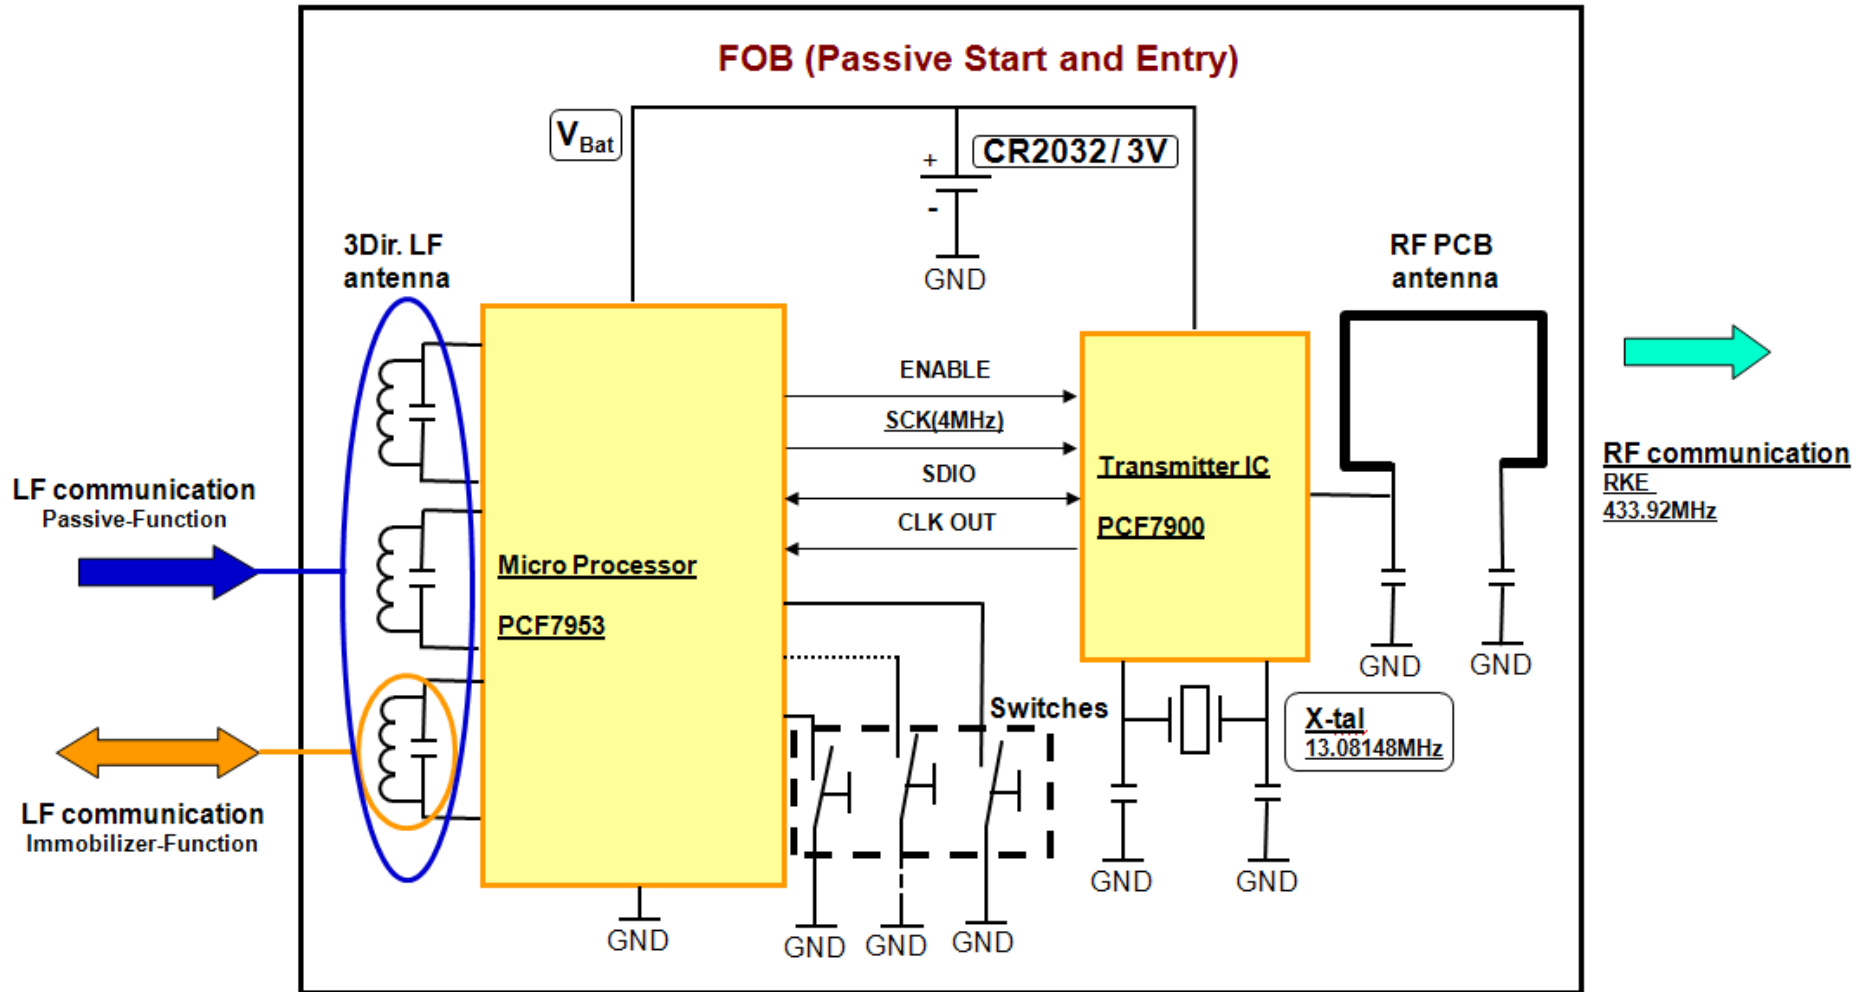 FOB (Passive Start and Entry)
VBat
+
CR2032 / 3V
-
GND
3Dir. LF
antenna
RF PCB
antenna
ENABLE
SCK(4MHz)
SDIO
CLK OUT
Transmitter IC
PCF7900
RF communication
RKE
433.92MHz
LF communication
Passive-Function
Micro Processor
PCF7953
GND
GND
Switches
X-tal
13.08148MHz
LF communication
Immobilizer-Function
GND
GND
GND
GND
GND
GND